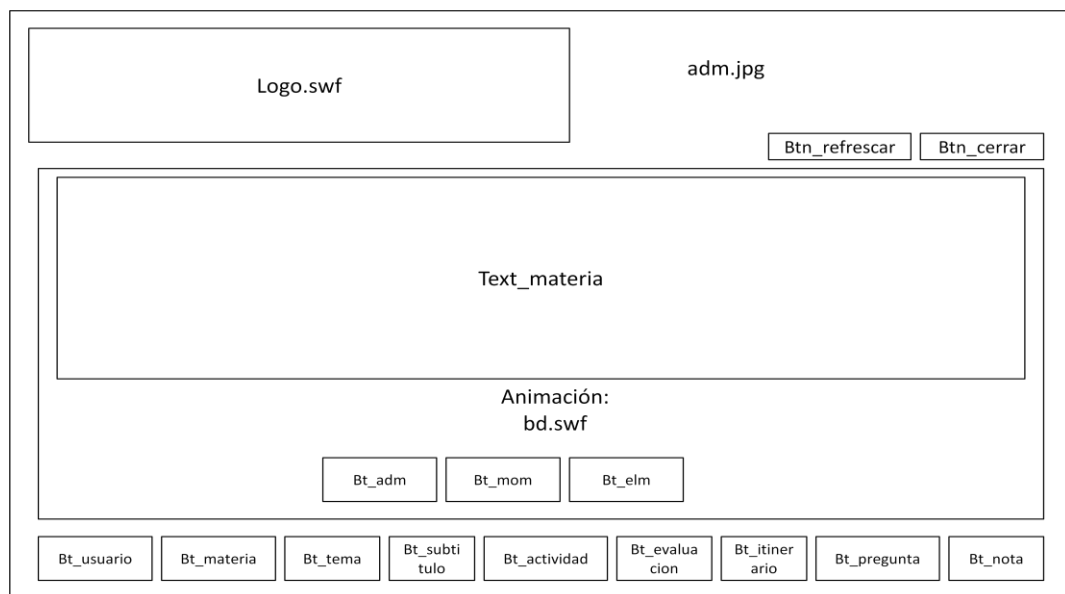 Logo.swf
adm.jpg
Btn_refrescar
Btn_cerrar
Text_materia
Animación:
bd.swf
Bt_adm
Bt_mom
Bt_elm
Bt_usuario
Bt_materia
Bt_tema
Bt_subti
tulo
Bt_actividad
Bt_evalua
cion
Bt_itiner
ario
Bt_pregunta
Bt_nota